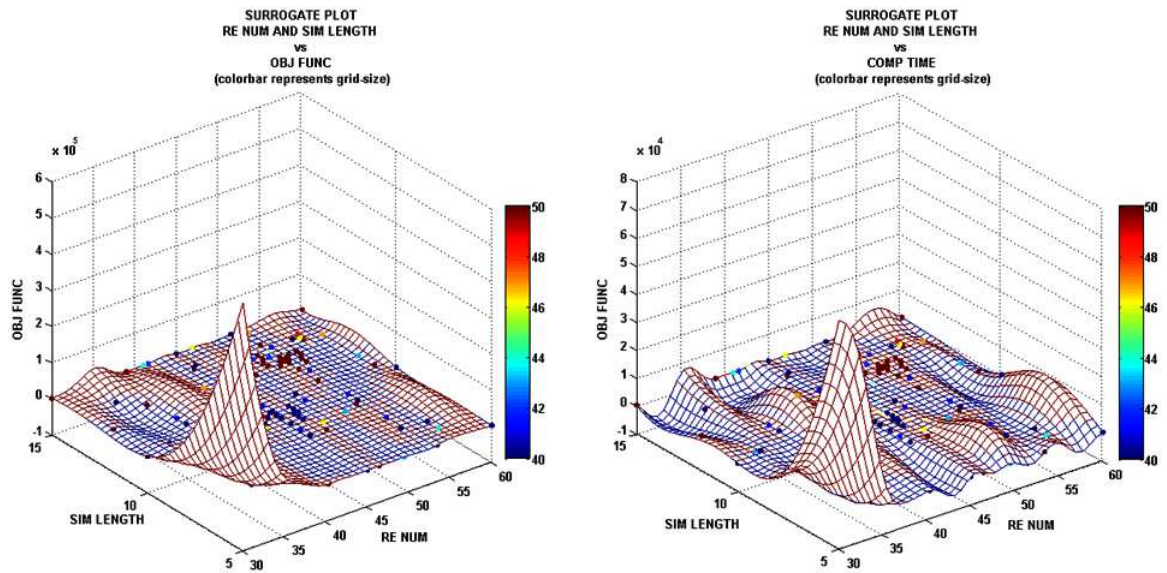 SURROGATE PLOT
RE NUM AND SIM LENGTH
vs
OBJ FUNC
(colorbar represents grid-size)
x 10^5
6
5
4
3
2
1
0
-1
OBJ FUNC
15
10
5
SIM LENGTH
30
35
40
45
50
55
60
RE NUM
50
48
46
44
42
40
SURROGATE PLOT
RE NUM AND SIM LENGTH
vs
COMP TIME
(colorbar represents grid-size)
x 10^4
8
7
6
5
4
3
2
1
0
-1
OBJ FUNC
15
10
5
SIM LENGTH
30
35
40
45
50
55
60
RE NUM
50
48
46
44
42
40